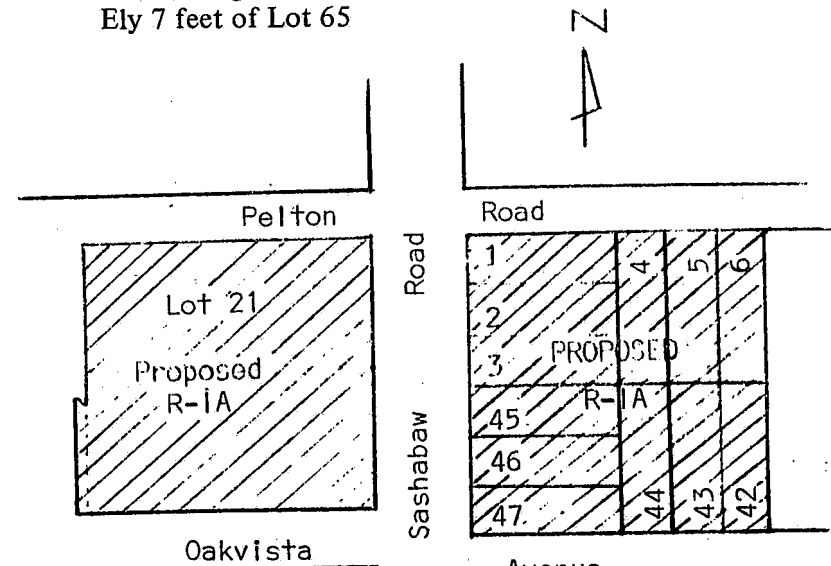 Ely 7 feet of Lot 65
N
Pelton Road
Sashabaw Road
Lot 21
Proposed
R-1A
1
2
3
4
5
6
PROPOSED
R-1A
45
46
47
44
43
42
Oakvista Avenue